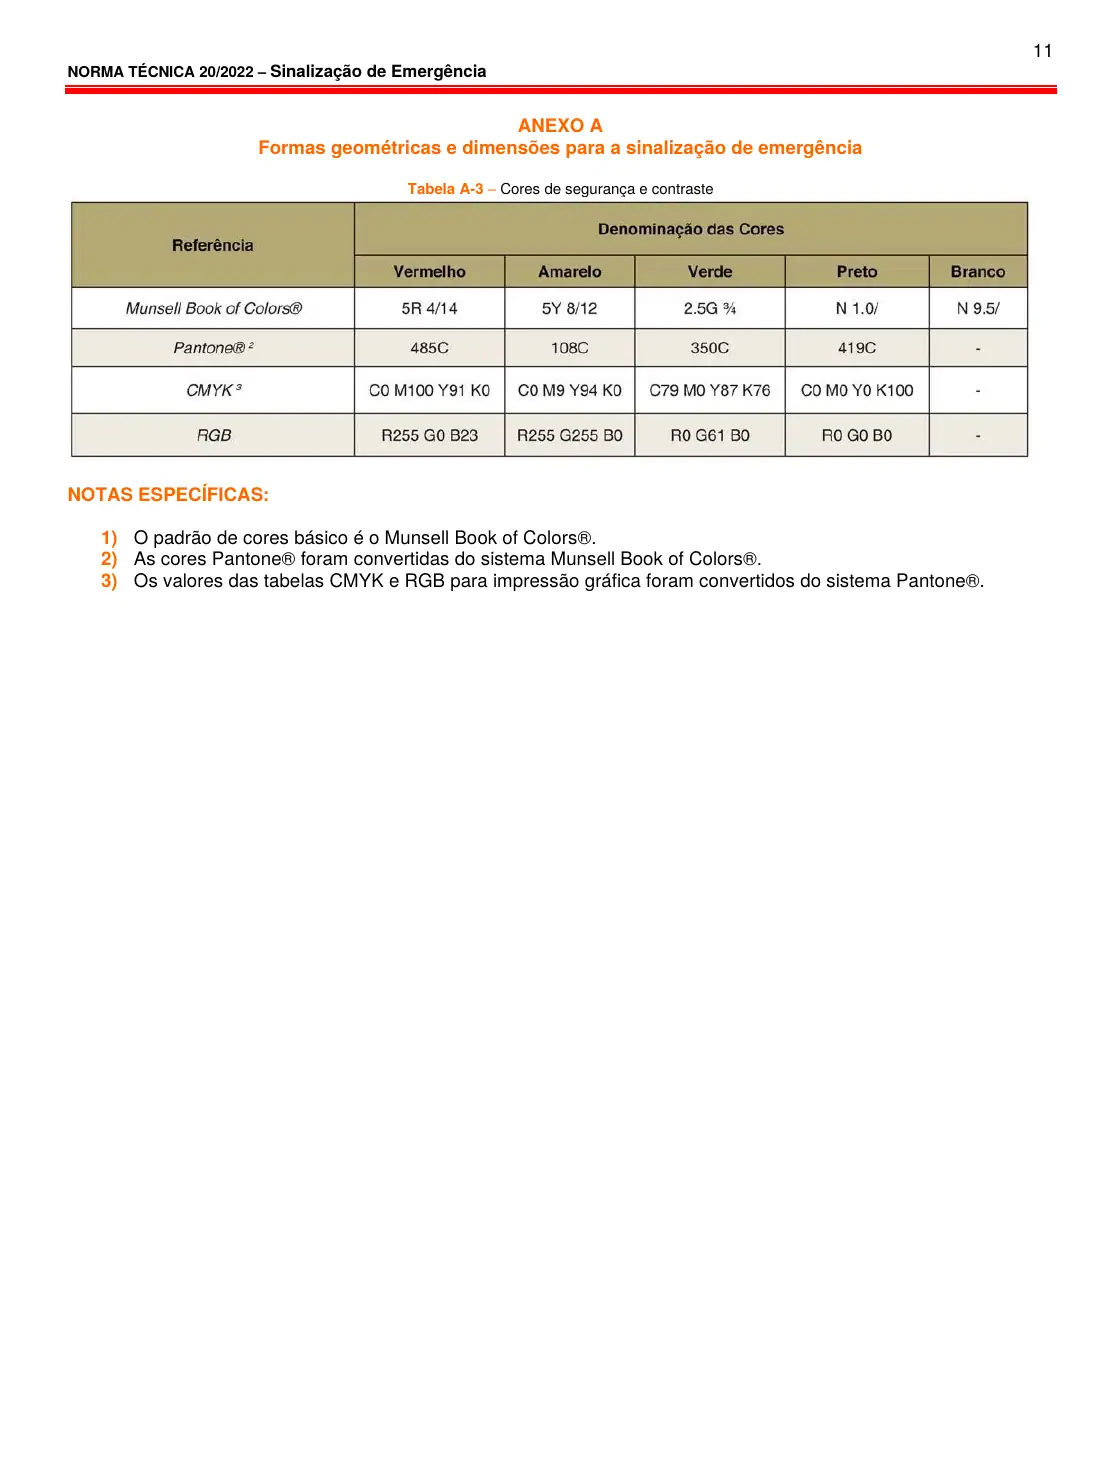 11
NORMA TÉCNICA 20/2022 – Sinalização de Emergência
ANEXO A
Formas geométricas e dimensões para a sinalização de emergência
Tabela A-3 – Cores de segurança e contraste
Referência Denominação das Cores
Vermelho Amarelo Verde Preto Branco
Munsell Book of Colors® 5R 4/14 5Y 8/12 2.5G ¾ N 1.0/ N 9.5/
Pantone® ² 485C 108C 350C 419C -
CMYK ³ C0 M100 Y91 K0 C0 M9 Y94 K0 C79 M0 Y87 K76 C0 M0 Y0 K100 -
RGB R255 G0 B23 R255 G255 B0 R0 G61 B0 R0 G0 B0 -
NOTAS ESPECÍFICAS:
1) O padrão de cores básico é o Munsell Book of Colors®.
2) As cores Pantone® foram convertidas do sistema Munsell Book of Colors®.
3) Os valores das tabelas CMYK e RGB para impressão gráfica foram convertidos do sistema Pantone®.